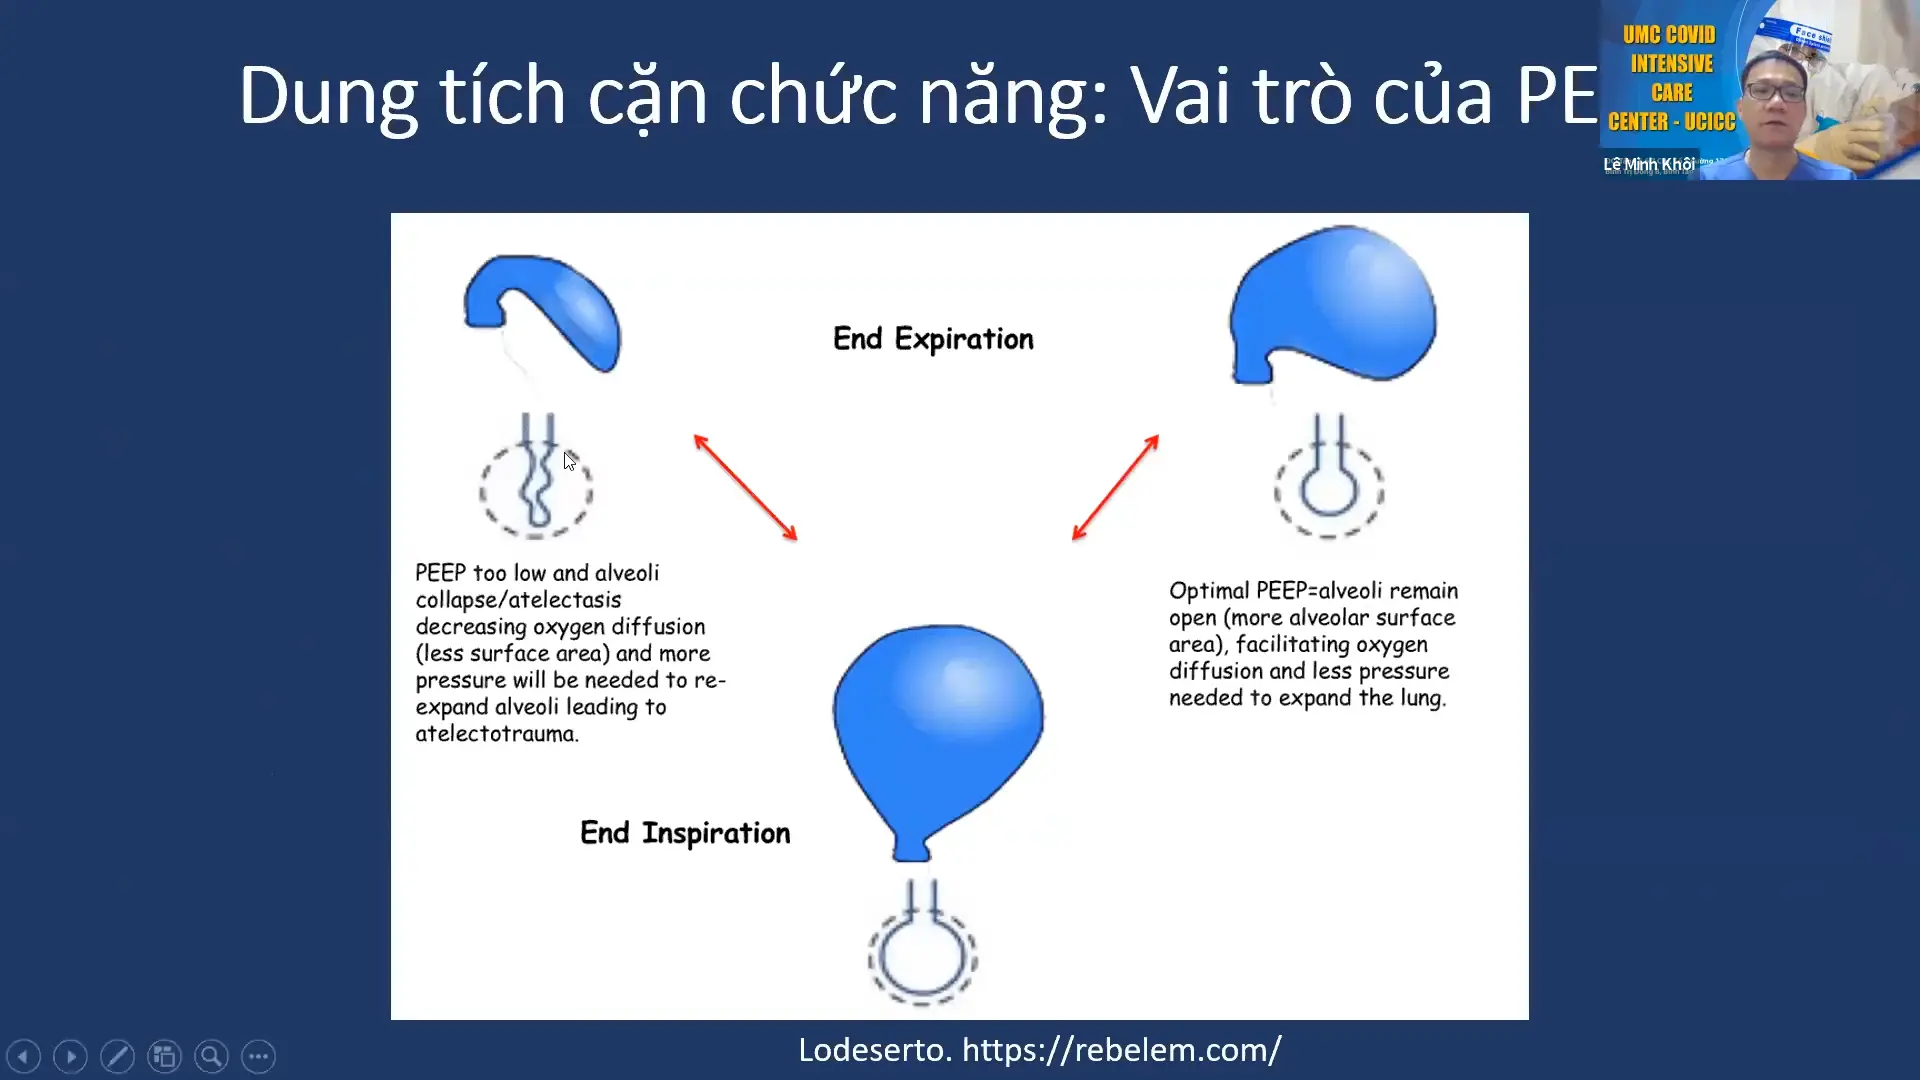 Dung tích cặn chức năng: Vai trò của PE
UMC COVID
INTENSIVE
CARE
CENTER - UCICC
Face shie
Lê Minh Khôi
End Expiration
PEEP too low and alveoli
collapse/atelectasis
decreasing oxygen diffusion
(less surface area) and more
pressure will be needed to re-
expand alveoli leading to
atelectotrauma.
Optimal PEEP=alveoli remain
open (more alveolar surface
area), facilitating oxygen
diffusion and less pressure
needed to expand the lung.
End Inspiration
Lodeserto. https://rebelem.com/